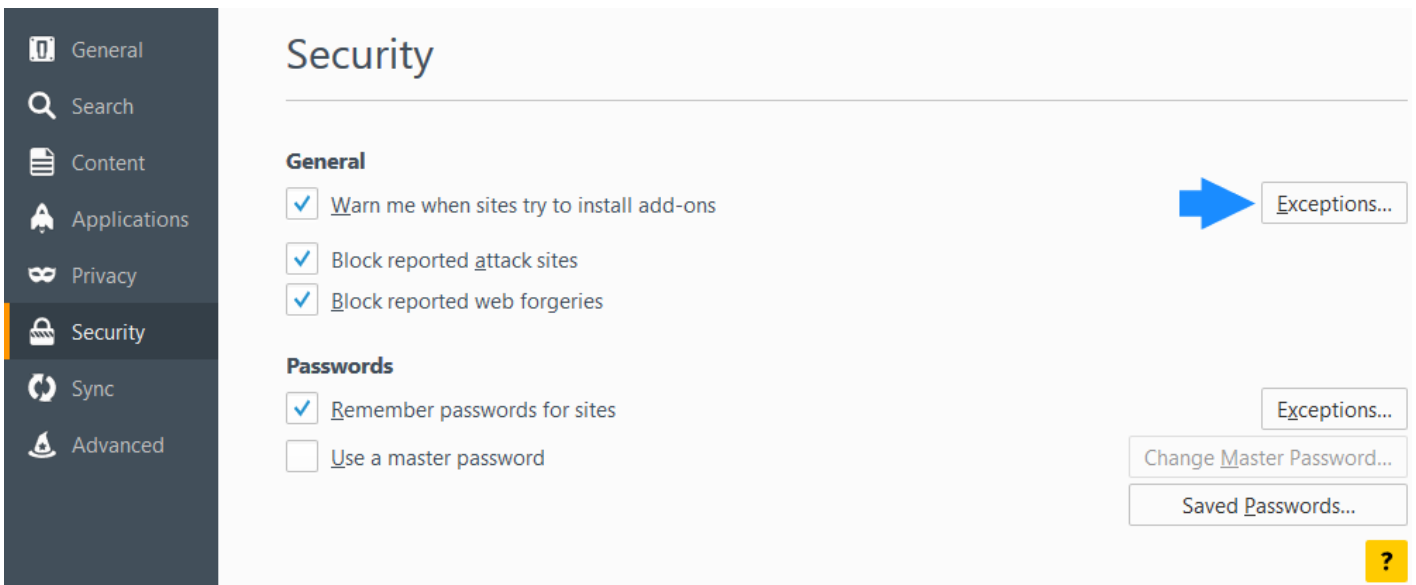 General
Search
Content
Applications
Privacy
Security
Sync
Advanced
Security
General
Warn me when sites try to install add-ons
Exceptions...
Block reported attack sites
Block reported web forgeries
Passwords
Remember passwords for sites
Exceptions...
Use a master password
Change Master Password...
Saved Passwords...
?